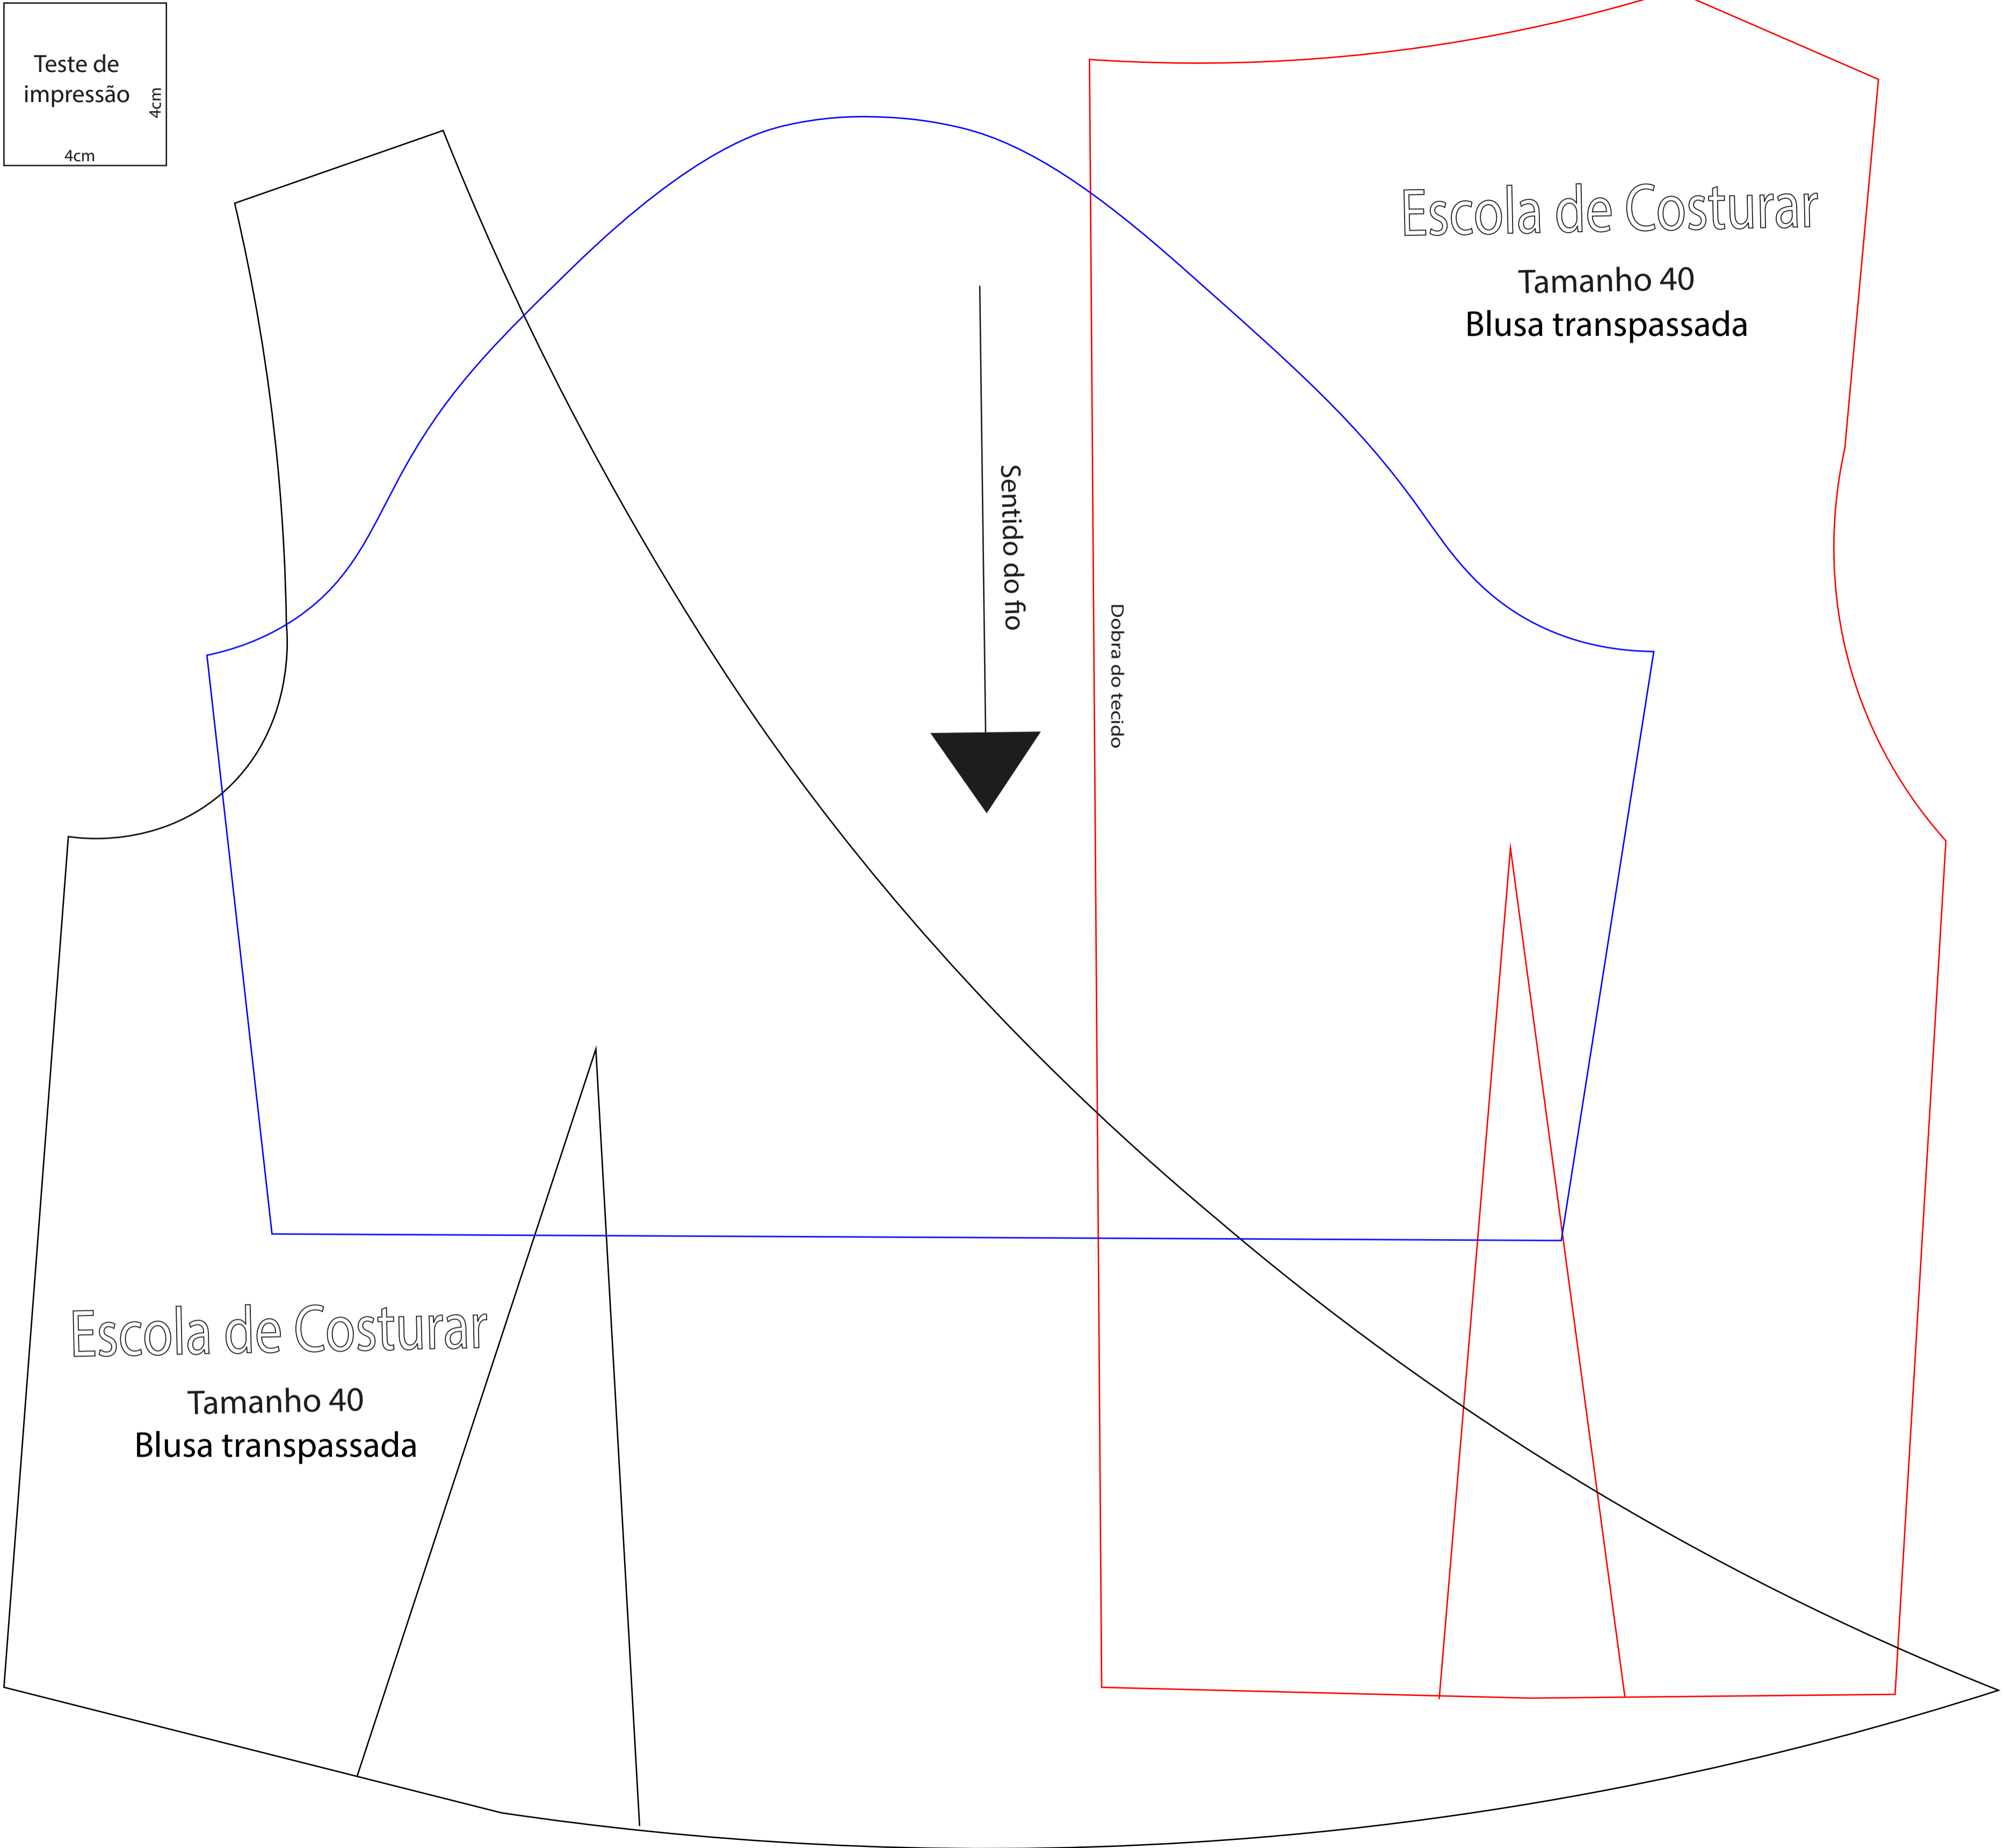 Teste de
impressão
4cm
4cm
Escola de Costurar
Tamanho 40
Blusa transpassada
Sentido do fio
Dobra do tecido
Escola de Costurar
Tamanho 40
Blusa transpassada